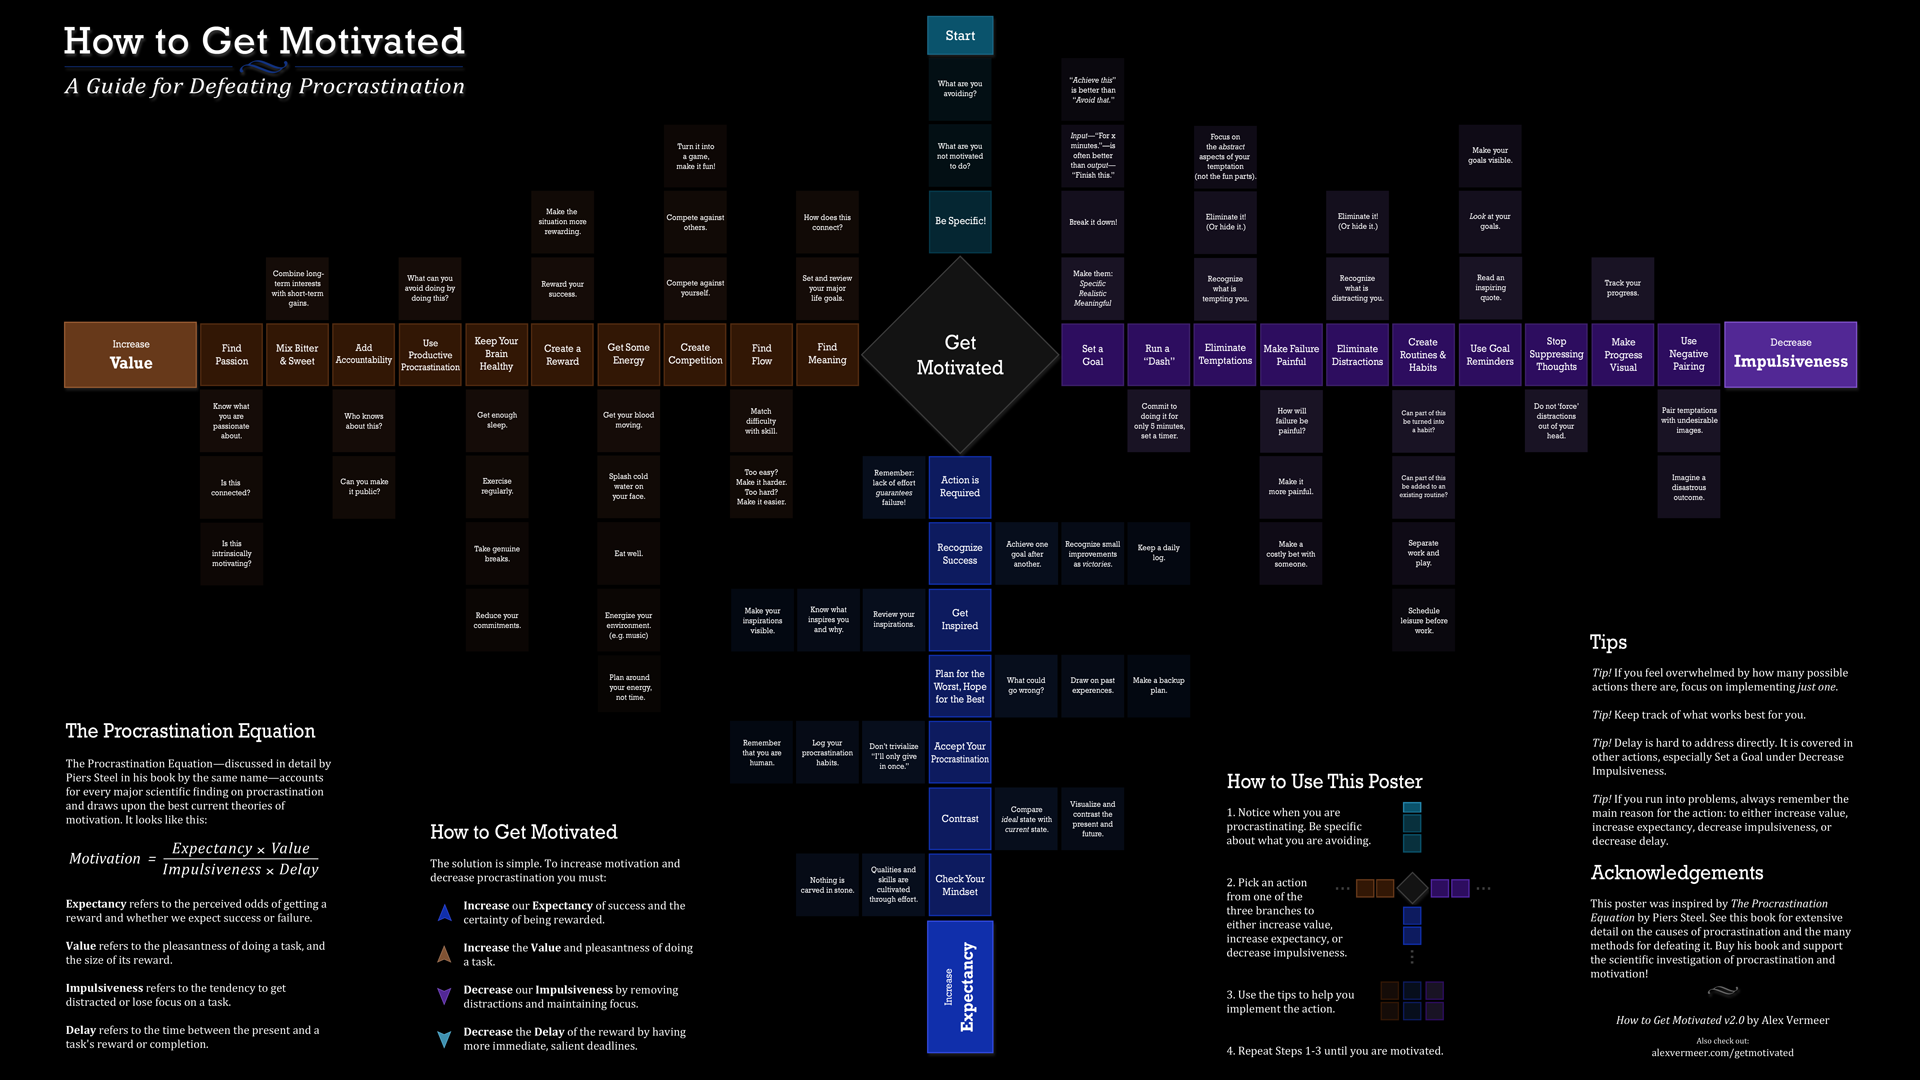 How to Get Motivated
A Guide for Defeating Procrastination
Start
What are you
avoiding?
What are you
not motivated
to do?
Be Specific!
Get
Motivated
Increase
Value
Find
Passion
Know what
you are
passionate
about.
Is this
connected?
Is this
intrinsically
motivating?
Combine long-
term interests
with short-term
gains.
Mix Bitter
& Sweet
Add
Accountability
Who knows
about this?
Can you make
it public?
What can you
avoid doing by
doing this?
Use
Productive
Procrastination
Keep Your
Brain
Healthy
Get enough
sleep.
Exercise
regularly.
Take genuine
breaks.
Reduce your
commitments.
Make the
situation more
rewarding.
Reward your
success.
Create a
Reward
Get Some
Energy
Get your blood
moving.
Splash cold
water on
your face.
Eat well.
Energize your
environment.
(e.g. music)
Plan around
your energy,
not time.
Turn it into
a game,
make it fun!
Compete against
others.
Compete against
yourself.
Create
Competition
Find
Flow
Match
difficulty
with skill.
Too easy?
Make it harder.
Too hard?
Make it easier.
How does this
connect?
Set and review
your major
life goals.
Find
Meaning
"Achieve this"
is better than
"Avoid that."
Input—"For x
minutes."—is
often better
than output—
"Finish this."
Break it down!
Make them:
Specific
Realistic
Meaningful
Set a
Goal
Run a
"Dash"
Commit to
doing it for
only 5 minutes,
set a timer.
Focus on
the abstract
aspects of your
temptation
(not the fun parts).
Eliminate it!
(Or hide it.)
Recognize
what is
tempting you.
Eliminate
Temptations
Make Failure
Painful
How will
failure be
painful?
Make it
more painful.
Make a
costly bet with
someone.
Eliminate it!
(Or hide it.)
Recognize
what is
distracting you.
Eliminate
Distractions
Create
Routines &
Habits
Can part of this
be turned into
a habit?
Can part of this
be added to an
existing routine?
Separate
work and
play.
Schedule
leisure before
work.
Make your
goals visible.
Look at your
goals.
Read an
inspiring
quote.
Use Goal
Reminders
Stop
Suppressing
Thoughts
Do not 'force'
distractions
out of your
head.
Track your
progress.
Make
Progress
Visual
Use
Negative
Pairing
Pair temptations
with undesirable
images.
Imagine a
disastrous
outcome.
Decrease
Impulsiveness
Remember:
lack of effort
guarantees
failure!
Action is
Required
Recognize
Success
Achieve one
goal after
another.
Recognize small
improvements
as victories.
Keep a daily
log.
Make your
inspirations
visible.
Know what
inspires you
and why.
Review your
inspirations.
Get
Inspired
Plan for the
Worst, Hope
for the Best
What could
go wrong?
Draw on past
experences.
Make a backup
plan.
Remember
that you are
human.
Log your
procrastination
habits.
Don't trivialize
"I'll only give
in once."
Accept Your
Procrastination
Contrast
Compare
ideal state with
current state.
Visualize and
contrast the
present and
future.
Nothing is
carved in stone.
Qualities and
skills are
cultivated
through effort.
Check Your
Mindset
Increase
Expectancy
The Procrastination Equation
The Procrastination Equation—discussed in detail by
Piers Steel in his book by the same name—accounts
for every major scientific finding on procrastination
and draws upon the best current theories of
motivation. It looks like this:
Motivation = Expectancy × Value
Impulsiveness × Delay
Expectancy refers to the perceived odds of getting a
reward and whether we expect success or failure.
Value refers to the pleasantness of doing a task, and
the size of its reward.
Impulsiveness refers to the tendency to get
distracted or lose focus on a task.
Delay refers to the time between the present and a
task's reward or completion.
How to Get Motivated
The solution is simple. To increase motivation and
decrease procrastination you must:
Increase our Expectancy of success and the
certainty of being rewarded.
Increase the Value and pleasantness of doing
a task.
Decrease our Impulsiveness by removing
distractions and maintaining focus.
Decrease the Delay of the reward by having
more immediate, salient deadlines.
How to Use This Poster
1. Notice when you are
procrastinating. Be specific
about what you are avoiding.
2. Pick an action
from one of the
three branches to
either increase value,
increase expectancy, or
decrease impulsiveness.
3. Use the tips to help you
implement the action.
4. Repeat Steps 1-3 until you are motivated.
Tips
Tip! If you feel overwhelmed by how many possible
actions there are, focus on implementing just one.
Tip! Keep track of what works best for you.
Tip! Delay is hard to address directly. It is covered in
other actions, especially Set a Goal under Decrease
Impulsiveness.
Tip! If you run into problems, always remember the
main reason for the action: to either increase value,
increase expectancy, decrease impulsiveness, or
decrease delay.
Acknowledgements
This poster was inspired by The Procrastination
Equation by Piers Steel. See this book for extensive
detail on the causes of procrastination and the many
methods for defeating it. Buy his book and support
the scientific investigation of procrastination and
motivation!
How to Get Motivated v2.0 by Alex Vermeer
Also check out:
alexvermeer.com/getmotivated